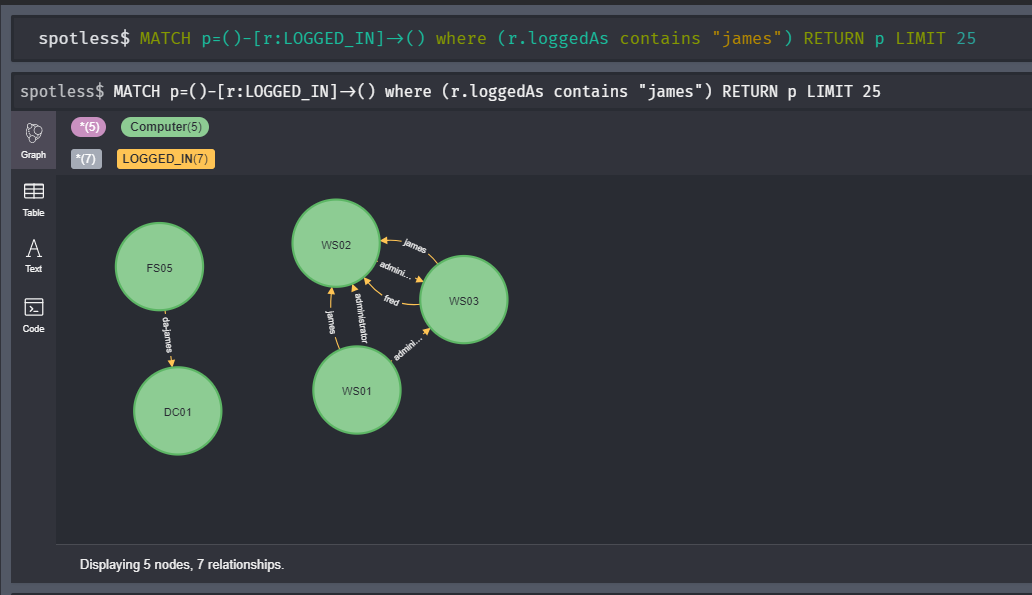 spotless$ MATCH p=()-[r:LOGGED_IN]->() where (r.loggedAs contains "james") RETURN p LIMIT 25
spotless$ MATCH p=()-[r:LOGGED_IN]->() where (r.loggedAs contains "james") RETURN p LIMIT 25
*(5) Computer(5)
*(7) LOGGED_IN(7)
Graph
Table
Text
Code
FS05
da-james
DC01
WS02
james
admini...
fred
WS03
james
administrator
admini...
WS01
Displaying 5 nodes, 7 relationships.